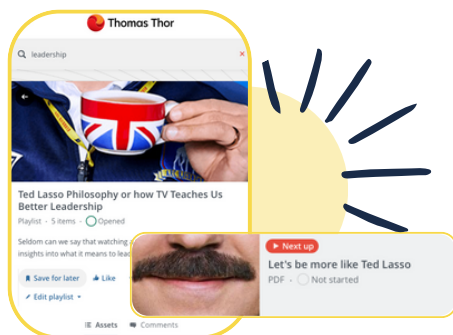 Thomas Thor
leadership
Ted Lasso Philosophy or how TV Teaches Us
Better Leadership
Playlist - 5 items - Opened
Seldom can we say that watching
insights into what it means to lead
Save for later
Like
Edit playlist
Assets
Comments
Next up
Let's be more like Ted Lasso
PDF - Not started